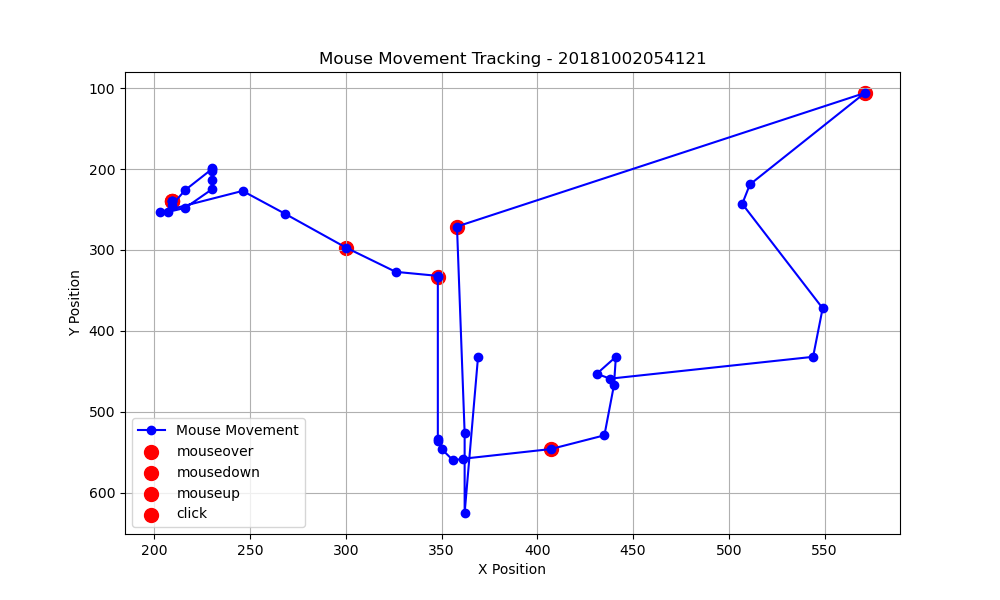 Mouse Movement Tracking - 20181002054121
100
200
300
400
500
600
Y Position
Mouse Movement
mouseover
mousedown
mouseup
click
200 250 300 350 400 450 500 550
X Position